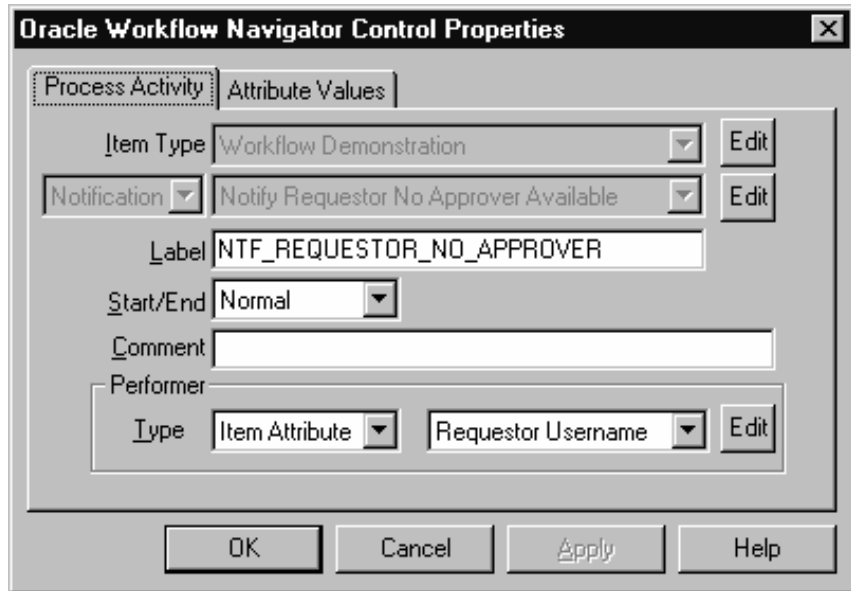 Oracle Workflow Navigator Control Properties
Process Activity Attribute Values
Item Type Workflow Demonstration Edit
Notification Notify Requestor No Approver Available Edit
Label NTF_REQUESTOR_NO_APPROVER
Start/End Normal
Comment
Performer
Type Item Attribute Requestor Username Edit
OK Cancel Apply Help